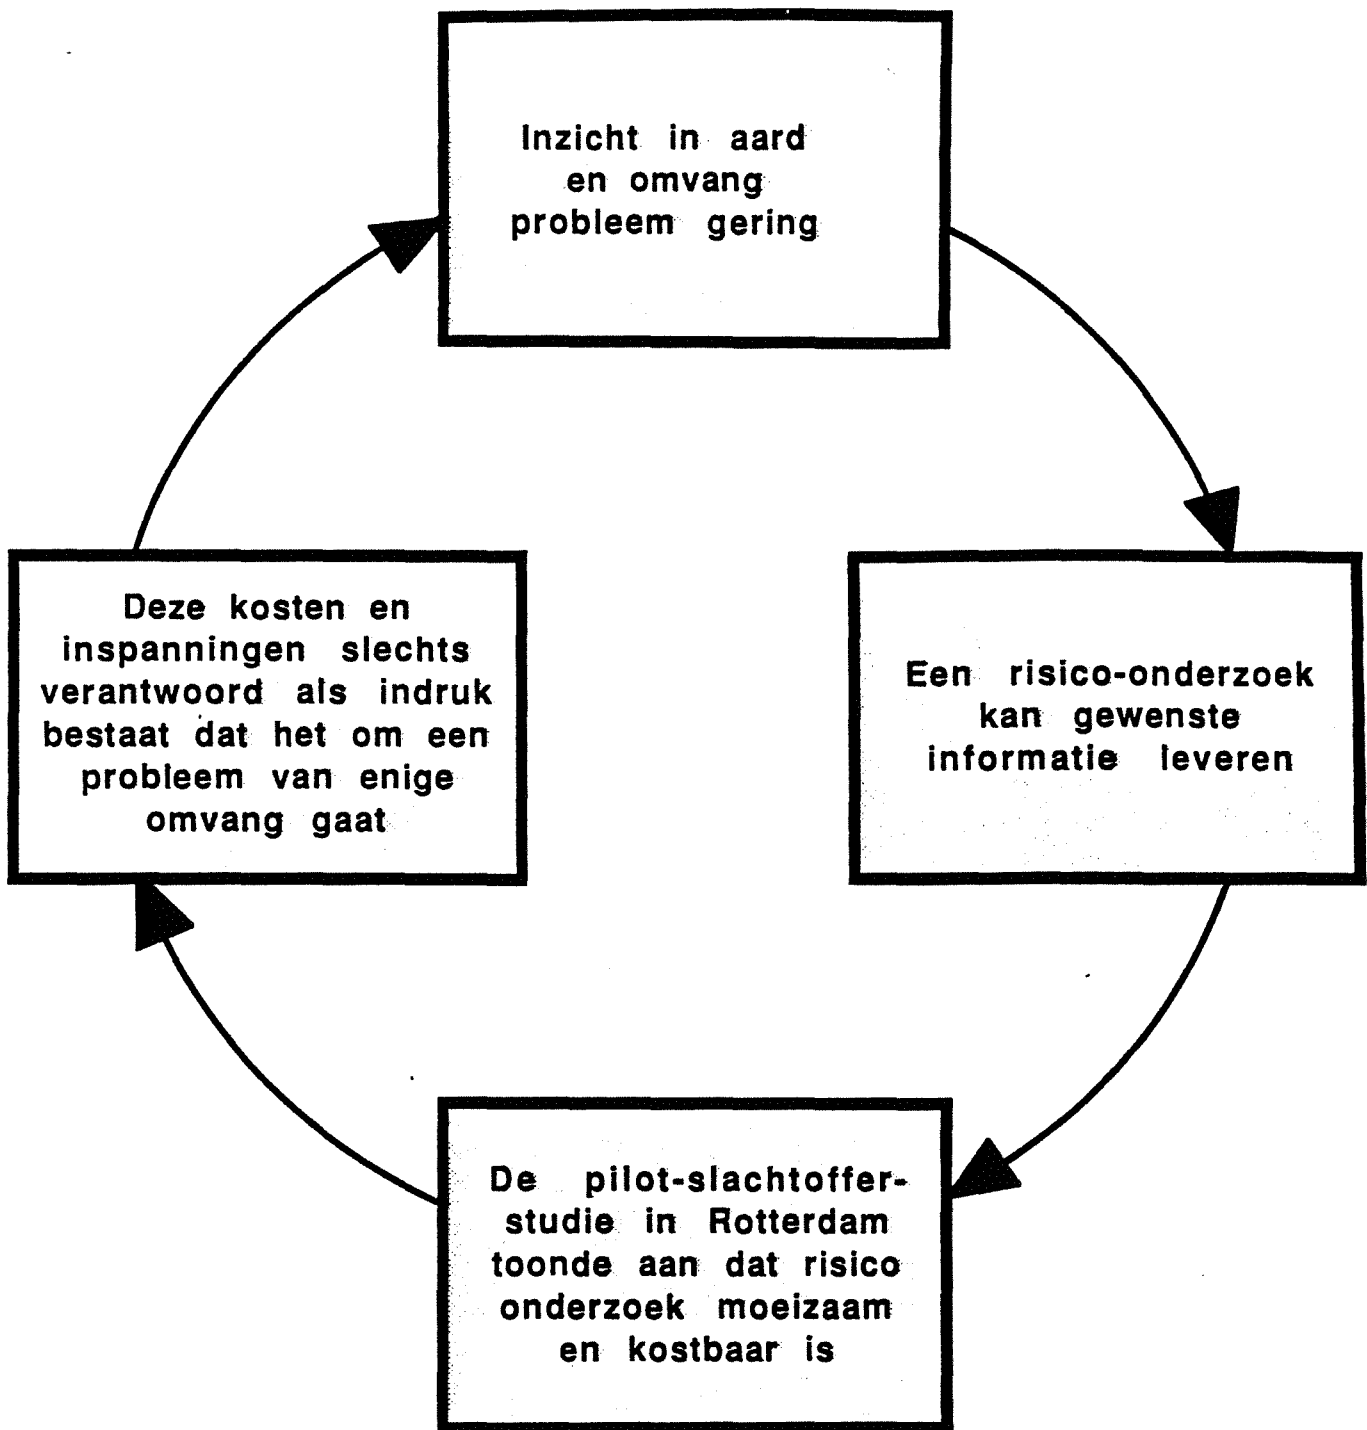 Inzicht in aard
en omvang
probleem gering
Een risico-onderzoek
kan gewenste
informatie leveren
De pilot-slachtoffer-
studie in Rotterdam
toonde aan dat risico
onderzoek moeizaam
en kostbaar is
Deze kosten en
inspanningen slechts
verantwoord als indruk
bestaat dat het om een
probleem van enige
omvang gaat